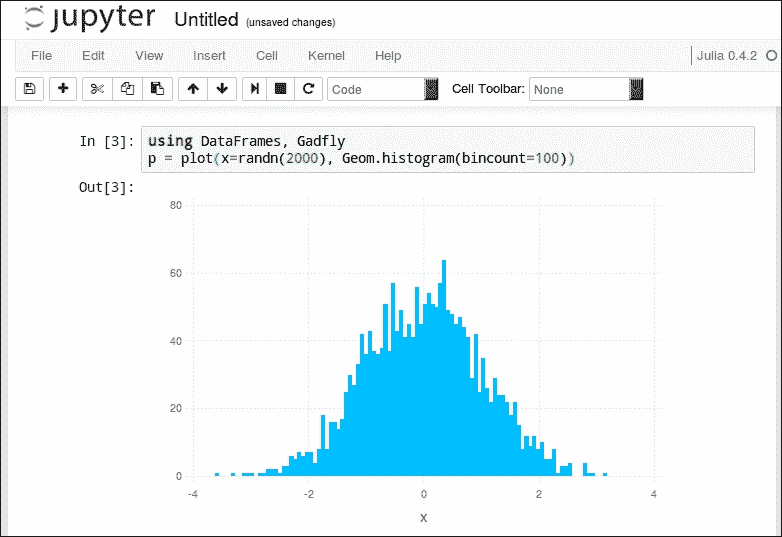 jupyter Untitled (unsaved changes)
File Edit View Insert Cell Kernel Help Julia 0.4.2
Code Cell Toolbar: None
In [3]: using DataFrames, Gadfly
p = plot(x=randn(2000), Geom.histogram(bincount=100))
Out[3]:
80
60
40
20
0
-4 -2 0 2 4
x